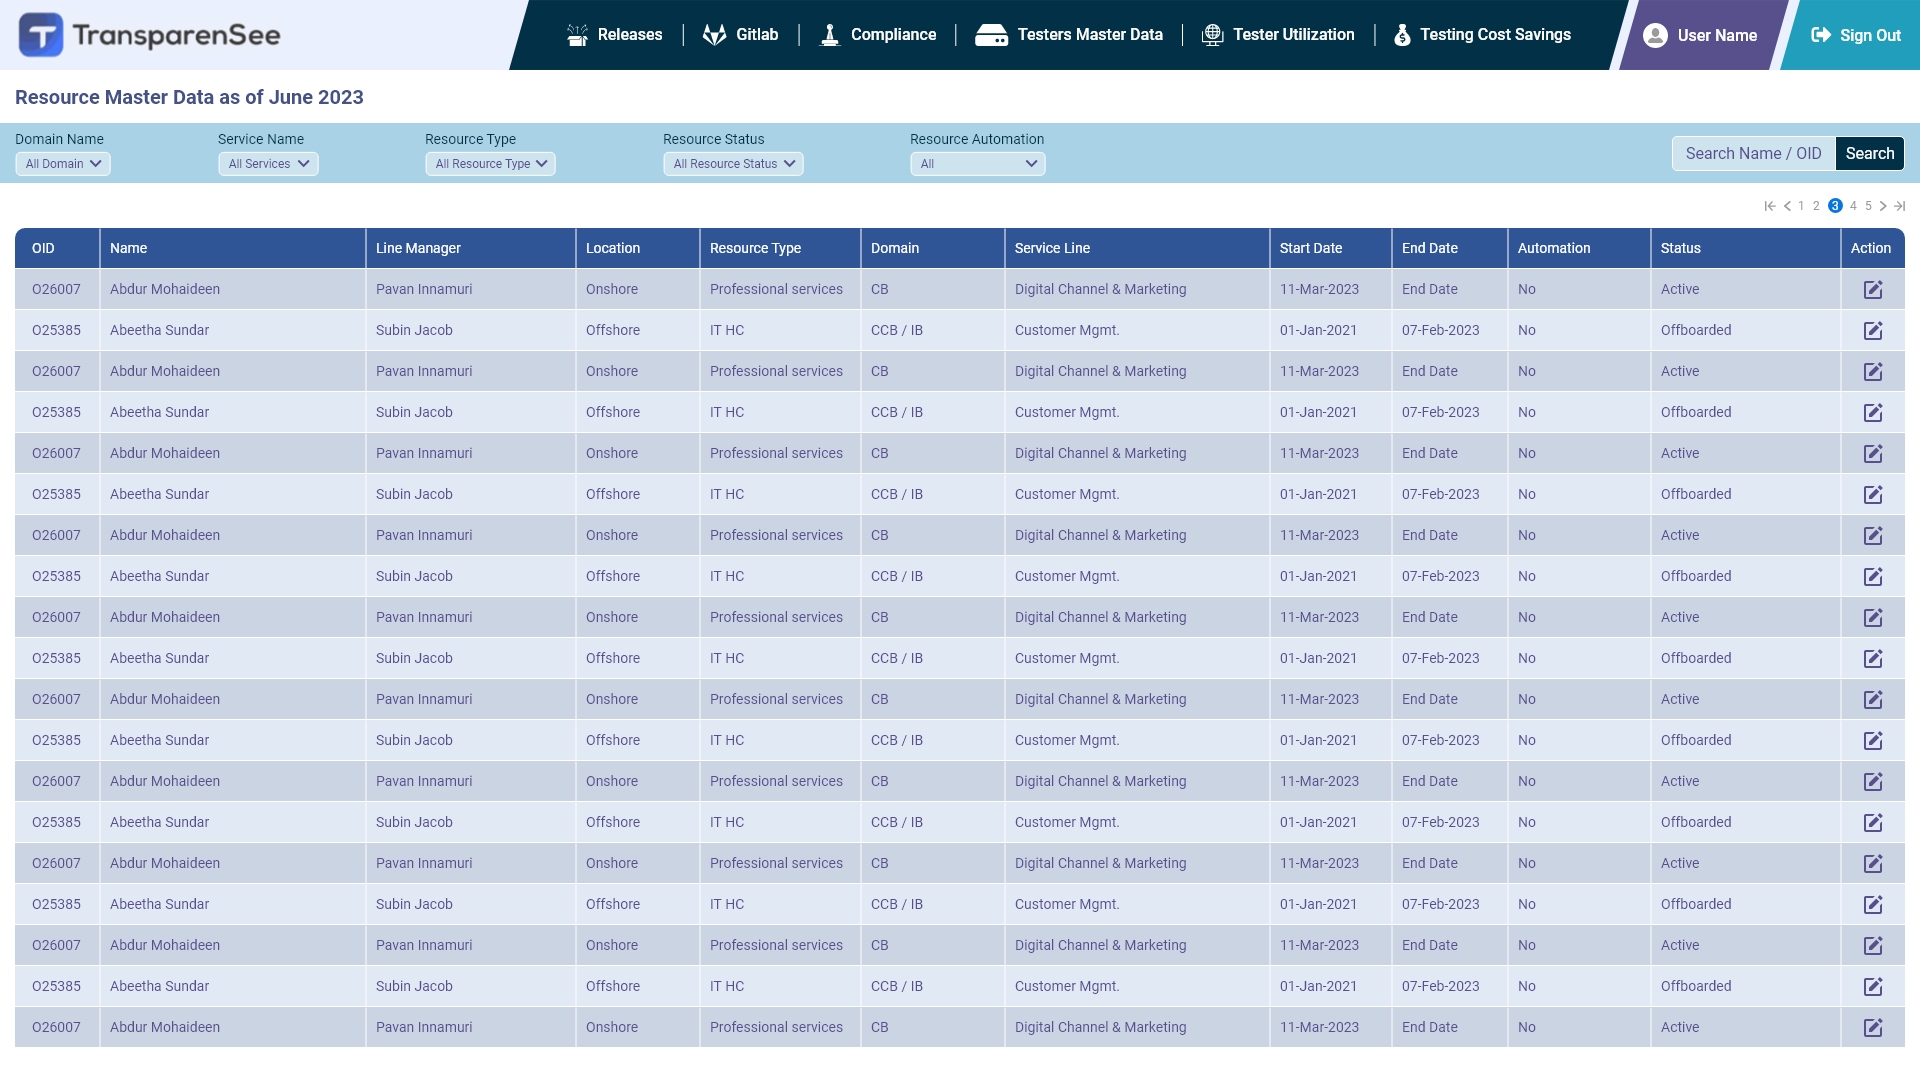 TransparenSee
Releases Gitlab Compliance Testers Master Data Tester Utilization Testing Cost Savings User Name Sign Out
Resource Master Data as of June 2023
Domain Name Service Name Resource Type Resource Status Resource Automation
All Domain All Services All Resource Type All Resource Status All Search Name / OID Search
1 2 3 4 5
OID Name Line Manager Location Resource Type Domain Service Line Start Date End Date Automation Status Action
O26007 Abdur Mohaideen Pavan Innamuri Onshore Professional services CB Digital Channel & Marketing 11-Mar-2023 End Date No Active
O25385 Abeetha Sundar Subin Jacob Offshore IT HC CCB / IB Customer Mgmt. 01-Jan-2021 07-Feb-2023 No Offboarded
O26007 Abdur Mohaideen Pavan Innamuri Onshore Professional services CB Digital Channel & Marketing 11-Mar-2023 End Date No Active
O25385 Abeetha Sundar Subin Jacob Offshore IT HC CCB / IB Customer Mgmt. 01-Jan-2021 07-Feb-2023 No Offboarded
O26007 Abdur Mohaideen Pavan Innamuri Onshore Professional services CB Digital Channel & Marketing 11-Mar-2023 End Date No Active
O25385 Abeetha Sundar Subin Jacob Offshore IT HC CCB / IB Customer Mgmt. 01-Jan-2021 07-Feb-2023 No Offboarded
O26007 Abdur Mohaideen Pavan Innamuri Onshore Professional services CB Digital Channel & Marketing 11-Mar-2023 End Date No Active
O25385 Abeetha Sundar Subin Jacob Offshore IT HC CCB / IB Customer Mgmt. 01-Jan-2021 07-Feb-2023 No Offboarded
O26007 Abdur Mohaideen Pavan Innamuri Onshore Professional services CB Digital Channel & Marketing 11-Mar-2023 End Date No Active
O25385 Abeetha Sundar Subin Jacob Offshore IT HC CCB / IB Customer Mgmt. 01-Jan-2021 07-Feb-2023 No Offboarded
O26007 Abdur Mohaideen Pavan Innamuri Onshore Professional services CB Digital Channel & Marketing 11-Mar-2023 End Date No Active
O25385 Abeetha Sundar Subin Jacob Offshore IT HC CCB / IB Customer Mgmt. 01-Jan-2021 07-Feb-2023 No Offboarded
O26007 Abdur Mohaideen Pavan Innamuri Onshore Professional services CB Digital Channel & Marketing 11-Mar-2023 End Date No Active
O25385 Abeetha Sundar Subin Jacob Offshore IT HC CCB / IB Customer Mgmt. 01-Jan-2021 07-Feb-2023 No Offboarded
O26007 Abdur Mohaideen Pavan Innamuri Onshore Professional services CB Digital Channel & Marketing 11-Mar-2023 End Date No Active
O25385 Abeetha Sundar Subin Jacob Offshore IT HC CCB / IB Customer Mgmt. 01-Jan-2021 07-Feb-2023 No Offboarded
O26007 Abdur Mohaideen Pavan Innamuri Onshore Professional services CB Digital Channel & Marketing 11-Mar-2023 End Date No Active
O25385 Abeetha Sundar Subin Jacob Offshore IT HC CCB / IB Customer Mgmt. 01-Jan-2021 07-Feb-2023 No Offboarded
O26007 Abdur Mohaideen Pavan Innamuri Onshore Professional services CB Digital Channel & Marketing 11-Mar-2023 End Date No Active